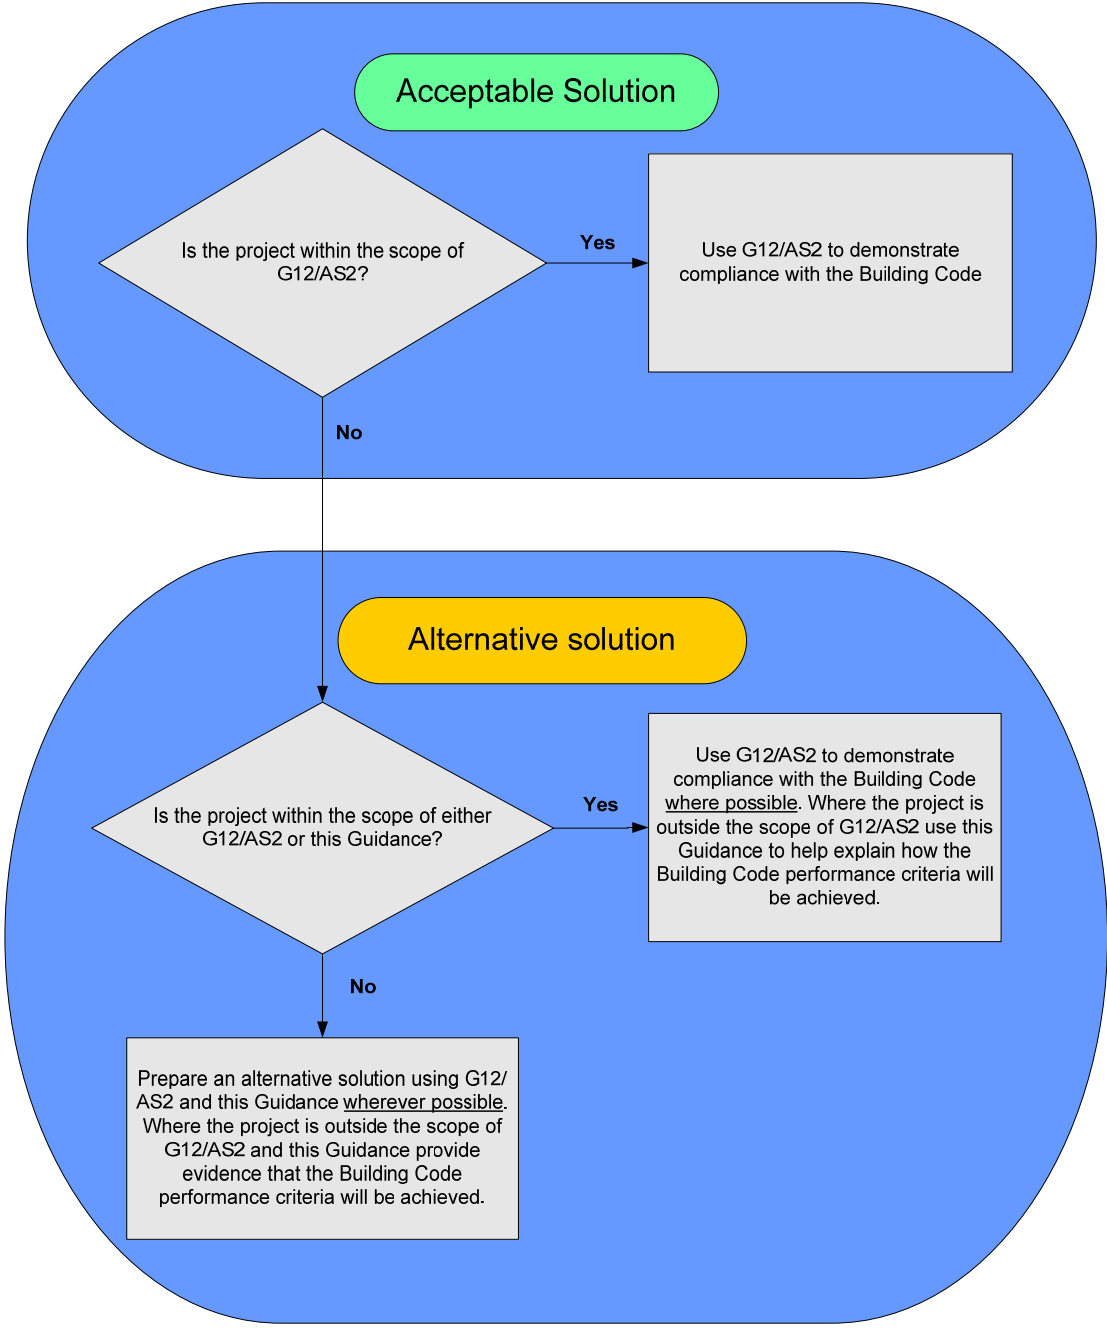 Acceptable Solution
Is the project within the scope of
G12/AS2?
Yes
Use G12/AS2 to demonstrate
compliance with the Building Code
No
Alternative solution
Is the project within the scope of either
G12/AS2 or this Guidance?
Yes
Use G12/AS2 to demonstrate
compliance with the Building Code
where possible. Where the project is
outside the scope of G12/AS2 use this
Guidance to help explain how the
Building Code performance criteria will
be achieved.
No
Prepare an alternative solution using G12/
AS2 and this Guidance wherever possible.
Where the project is outside the scope of
G12/AS2 and this Guidance provide
evidence that the Building Code
performance criteria will be achieved.